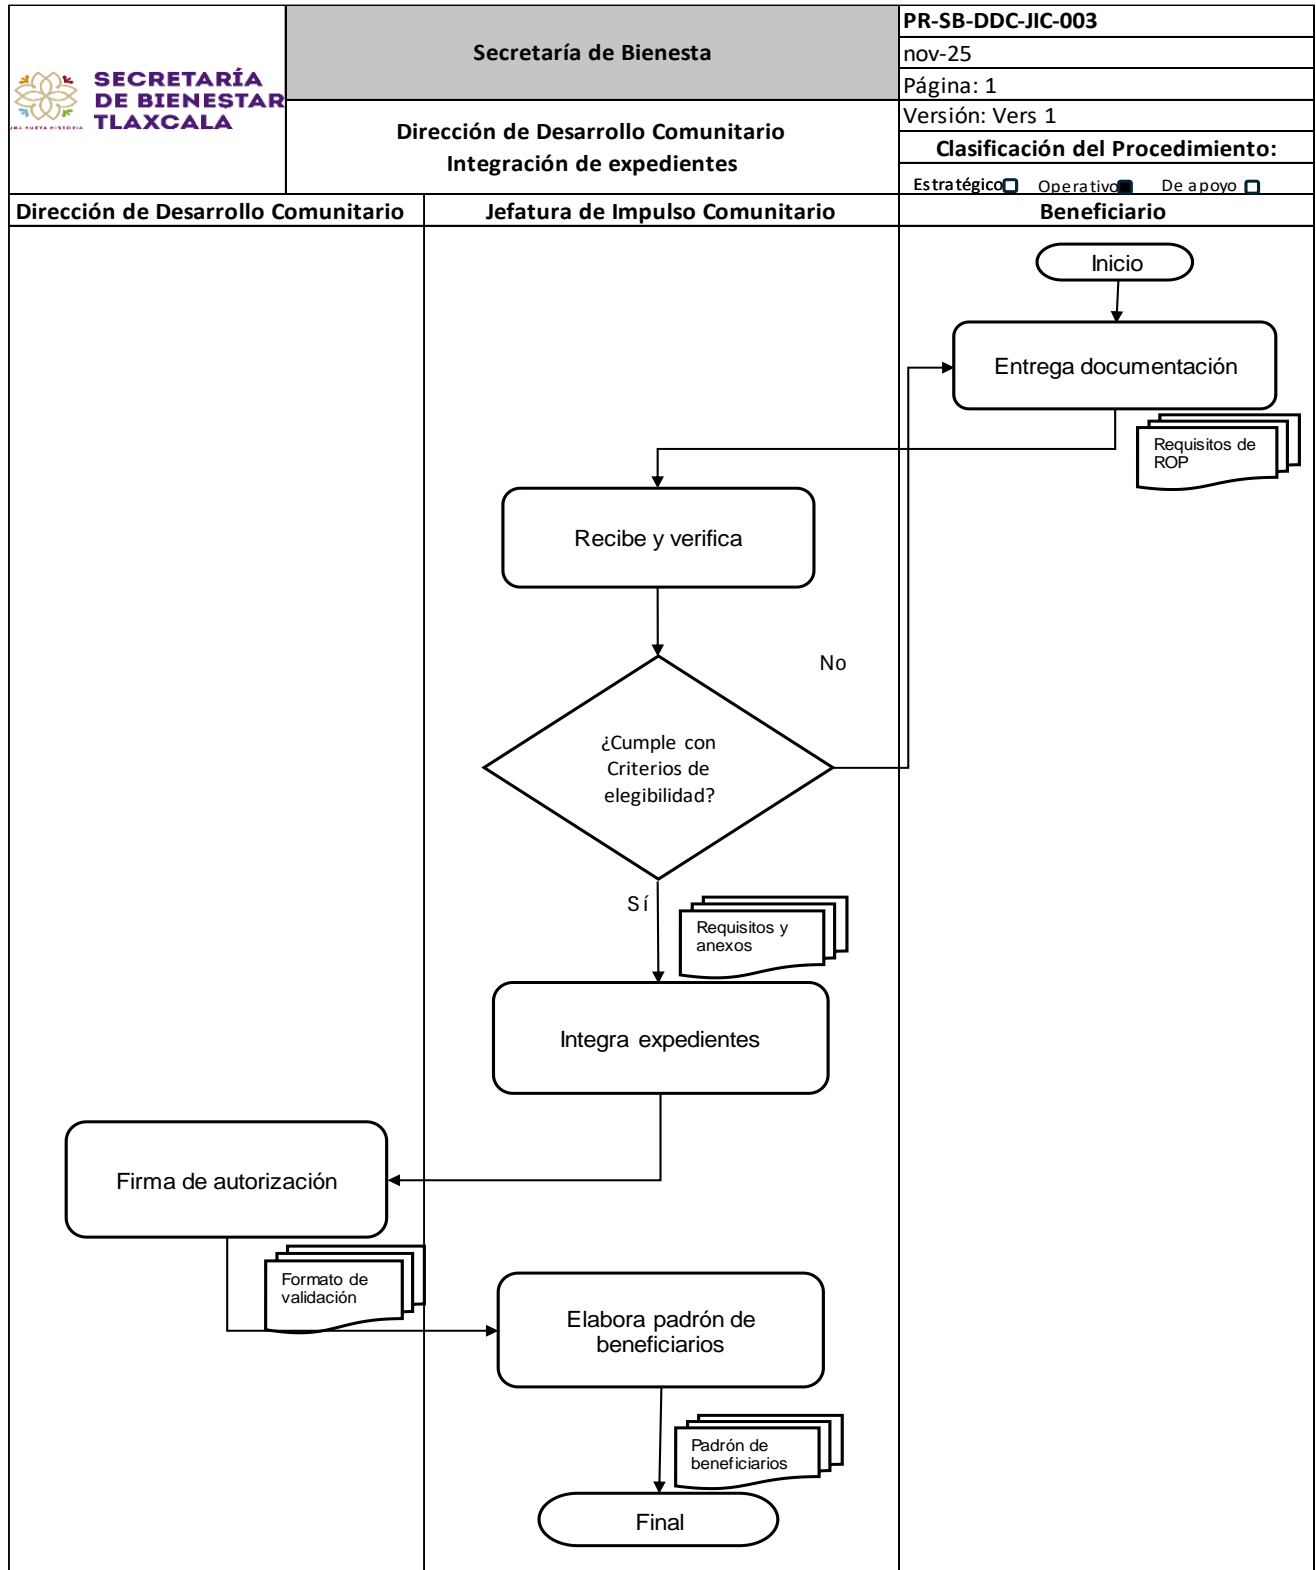 SECRETARÍA
DE BIENESTAR
TLAXCALA
UNA NUEVA HISTORIA
Secretaría de Bienesta
Dirección de Desarrollo Comunitario
Integración de expedientes
PR-SB-DDC-JIC-003
nov-25
Página: 1
Versión: Vers 1
Clasificación del Procedimiento:
Estratégico Operativo De apoyo
Dirección de Desarrollo Comunitario
Jefatura de Impulso Comunitario
Beneficiario
Inicio
Entrega documentación
Requisitos de
ROP
Recibe y verifica
No
¿Cumple con
Criterios de
elegibilidad?
Sí
Requisitos y
anexos
Integra expedientes
Firma de autorización
Formato de
validación
Elabora padrón de
beneficiarios
Padrón de
beneficiarios
Final